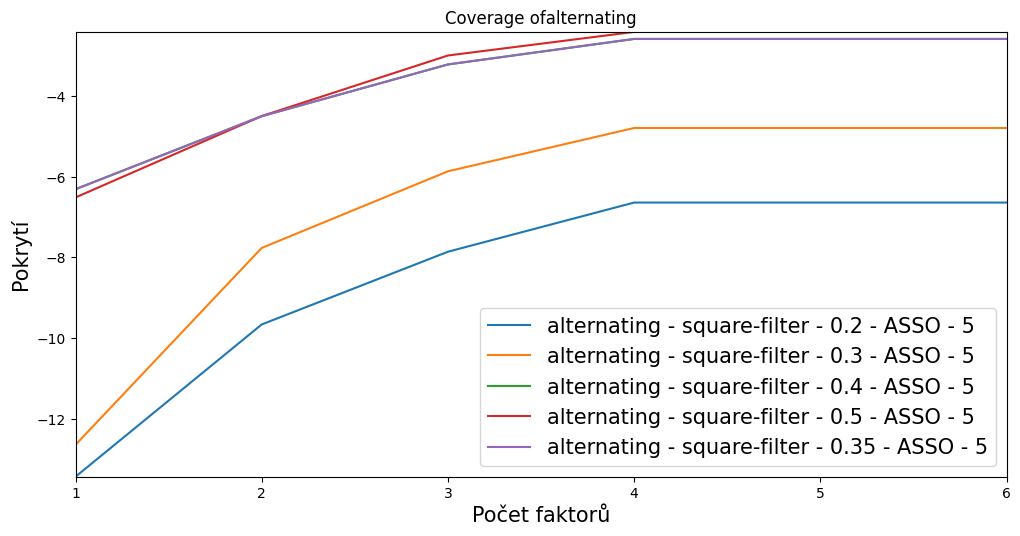 Coverage ofalternating
Pokrytí
−4
−6
−8
−10
−12
alternating - square-filter - 0.2 - ASSO - 5
alternating - square-filter - 0.3 - ASSO - 5
alternating - square-filter - 0.4 - ASSO - 5
alternating - square-filter - 0.5 - ASSO - 5
alternating - square-filter - 0.35 - ASSO - 5
1 2 3 4 5 6
Počet faktorů